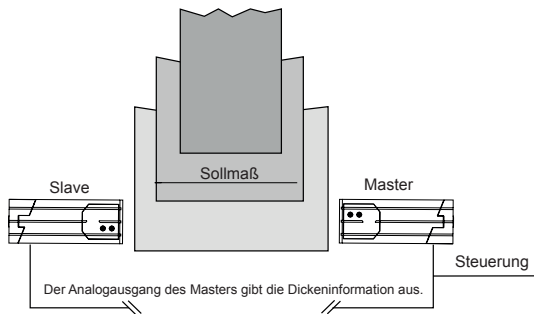 Sollmaß
Slave
Master
Steuerung
Der Analogausgang des Masters gibt die Dickeninformation aus.